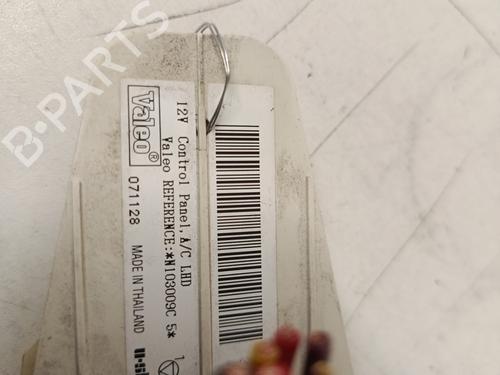 B-PARTS
12V Control Panel,A/C LHD
Valeo REFERENCE:*N103009C 5*
Valeo®
071128 MADE IN THAILAND